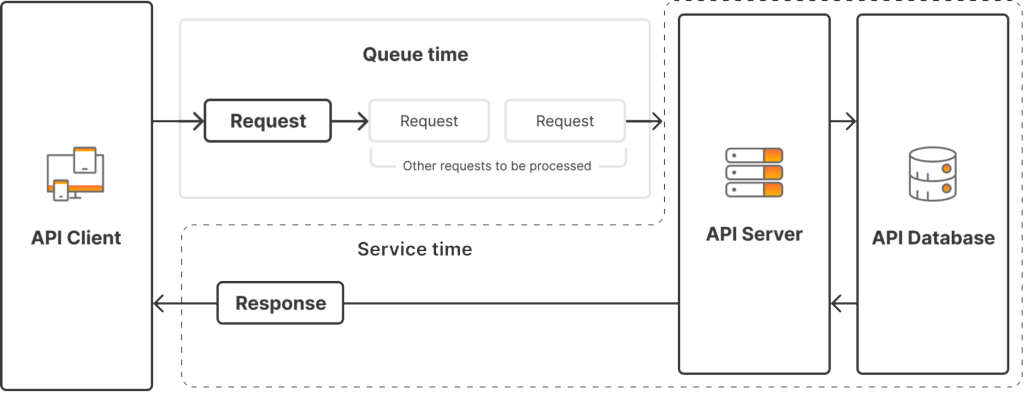 Queue time
Request
Request
Request
Other requests to be processed
API Client
API Server
API Database
Service time
Response